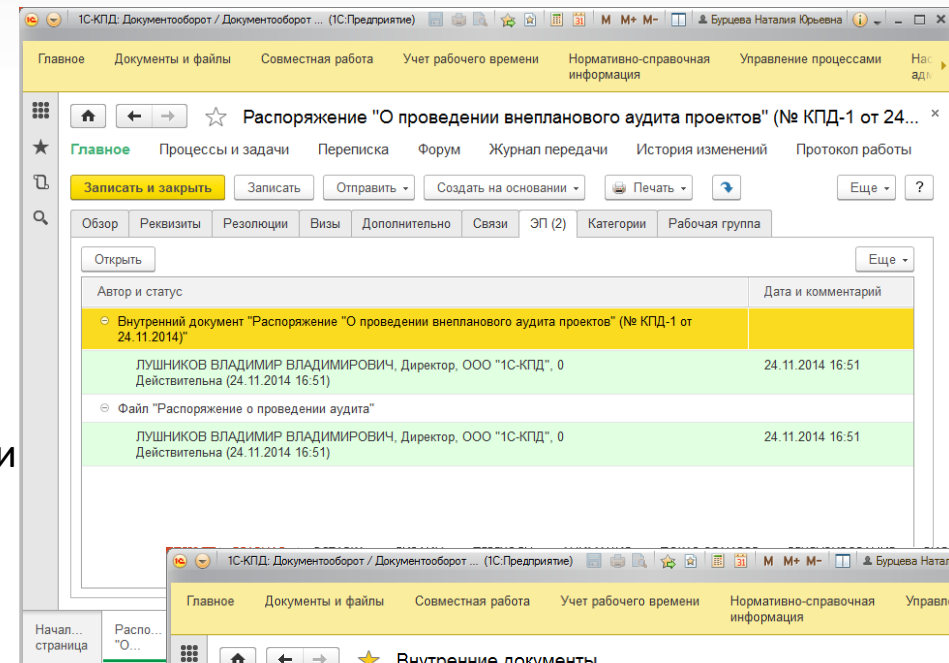 1С-КПД: Документооборот / Документооборот ... (1С:Предприятие) M M+ M- Бурцева Наталия Юрьевна
Главное Документы и файлы Совместная работа Учет рабочего времени Нормативно-справочная информация Управление процессами
Распоряжение "О проведении внепланового аудита проектов" (№ КПД-1 от 24...
Главное Процессы и задачи Переписка Форум Журнал передачи История изменений Протокол работы
Записать и закрыть Записать Отправить Создать на основании Печать Еще ?
Обзор Реквизиты Резолюции Визы Дополнительно Связи ЭП (2) Категории Рабочая группа
Открыть Еще
Автор и статус Дата и комментарий
Внутренний документ "Распоряжение "О проведении внепланового аудита проектов" (№ КПД-1 от
24.11.2014)"
ЛУШНИКОВ ВЛАДИМИР ВЛАДИМИРОВИЧ, Директор, ООО "1С-КПД", 0 24.11.2014 16:51
Действительна (24.11.2014 16:51)
Файл "Распоряжение о проведении аудита"
ЛУШНИКОВ ВЛАДИМИР ВЛАДИМИРОВИЧ, Директор, ООО "1С-КПД", 0 24.11.2014 16:51
Действительна (24.11.2014 16:51)
и
1С-КПД: Документооборот / Документооборот ... (1С:Предприятие) M M+ M- Бурцева Натал
Главное Документы и файлы Совместная работа Учет рабочего времени Нормативно-справочная информация Управл
Начал... Распо...
страница "О...
Внутренние документы